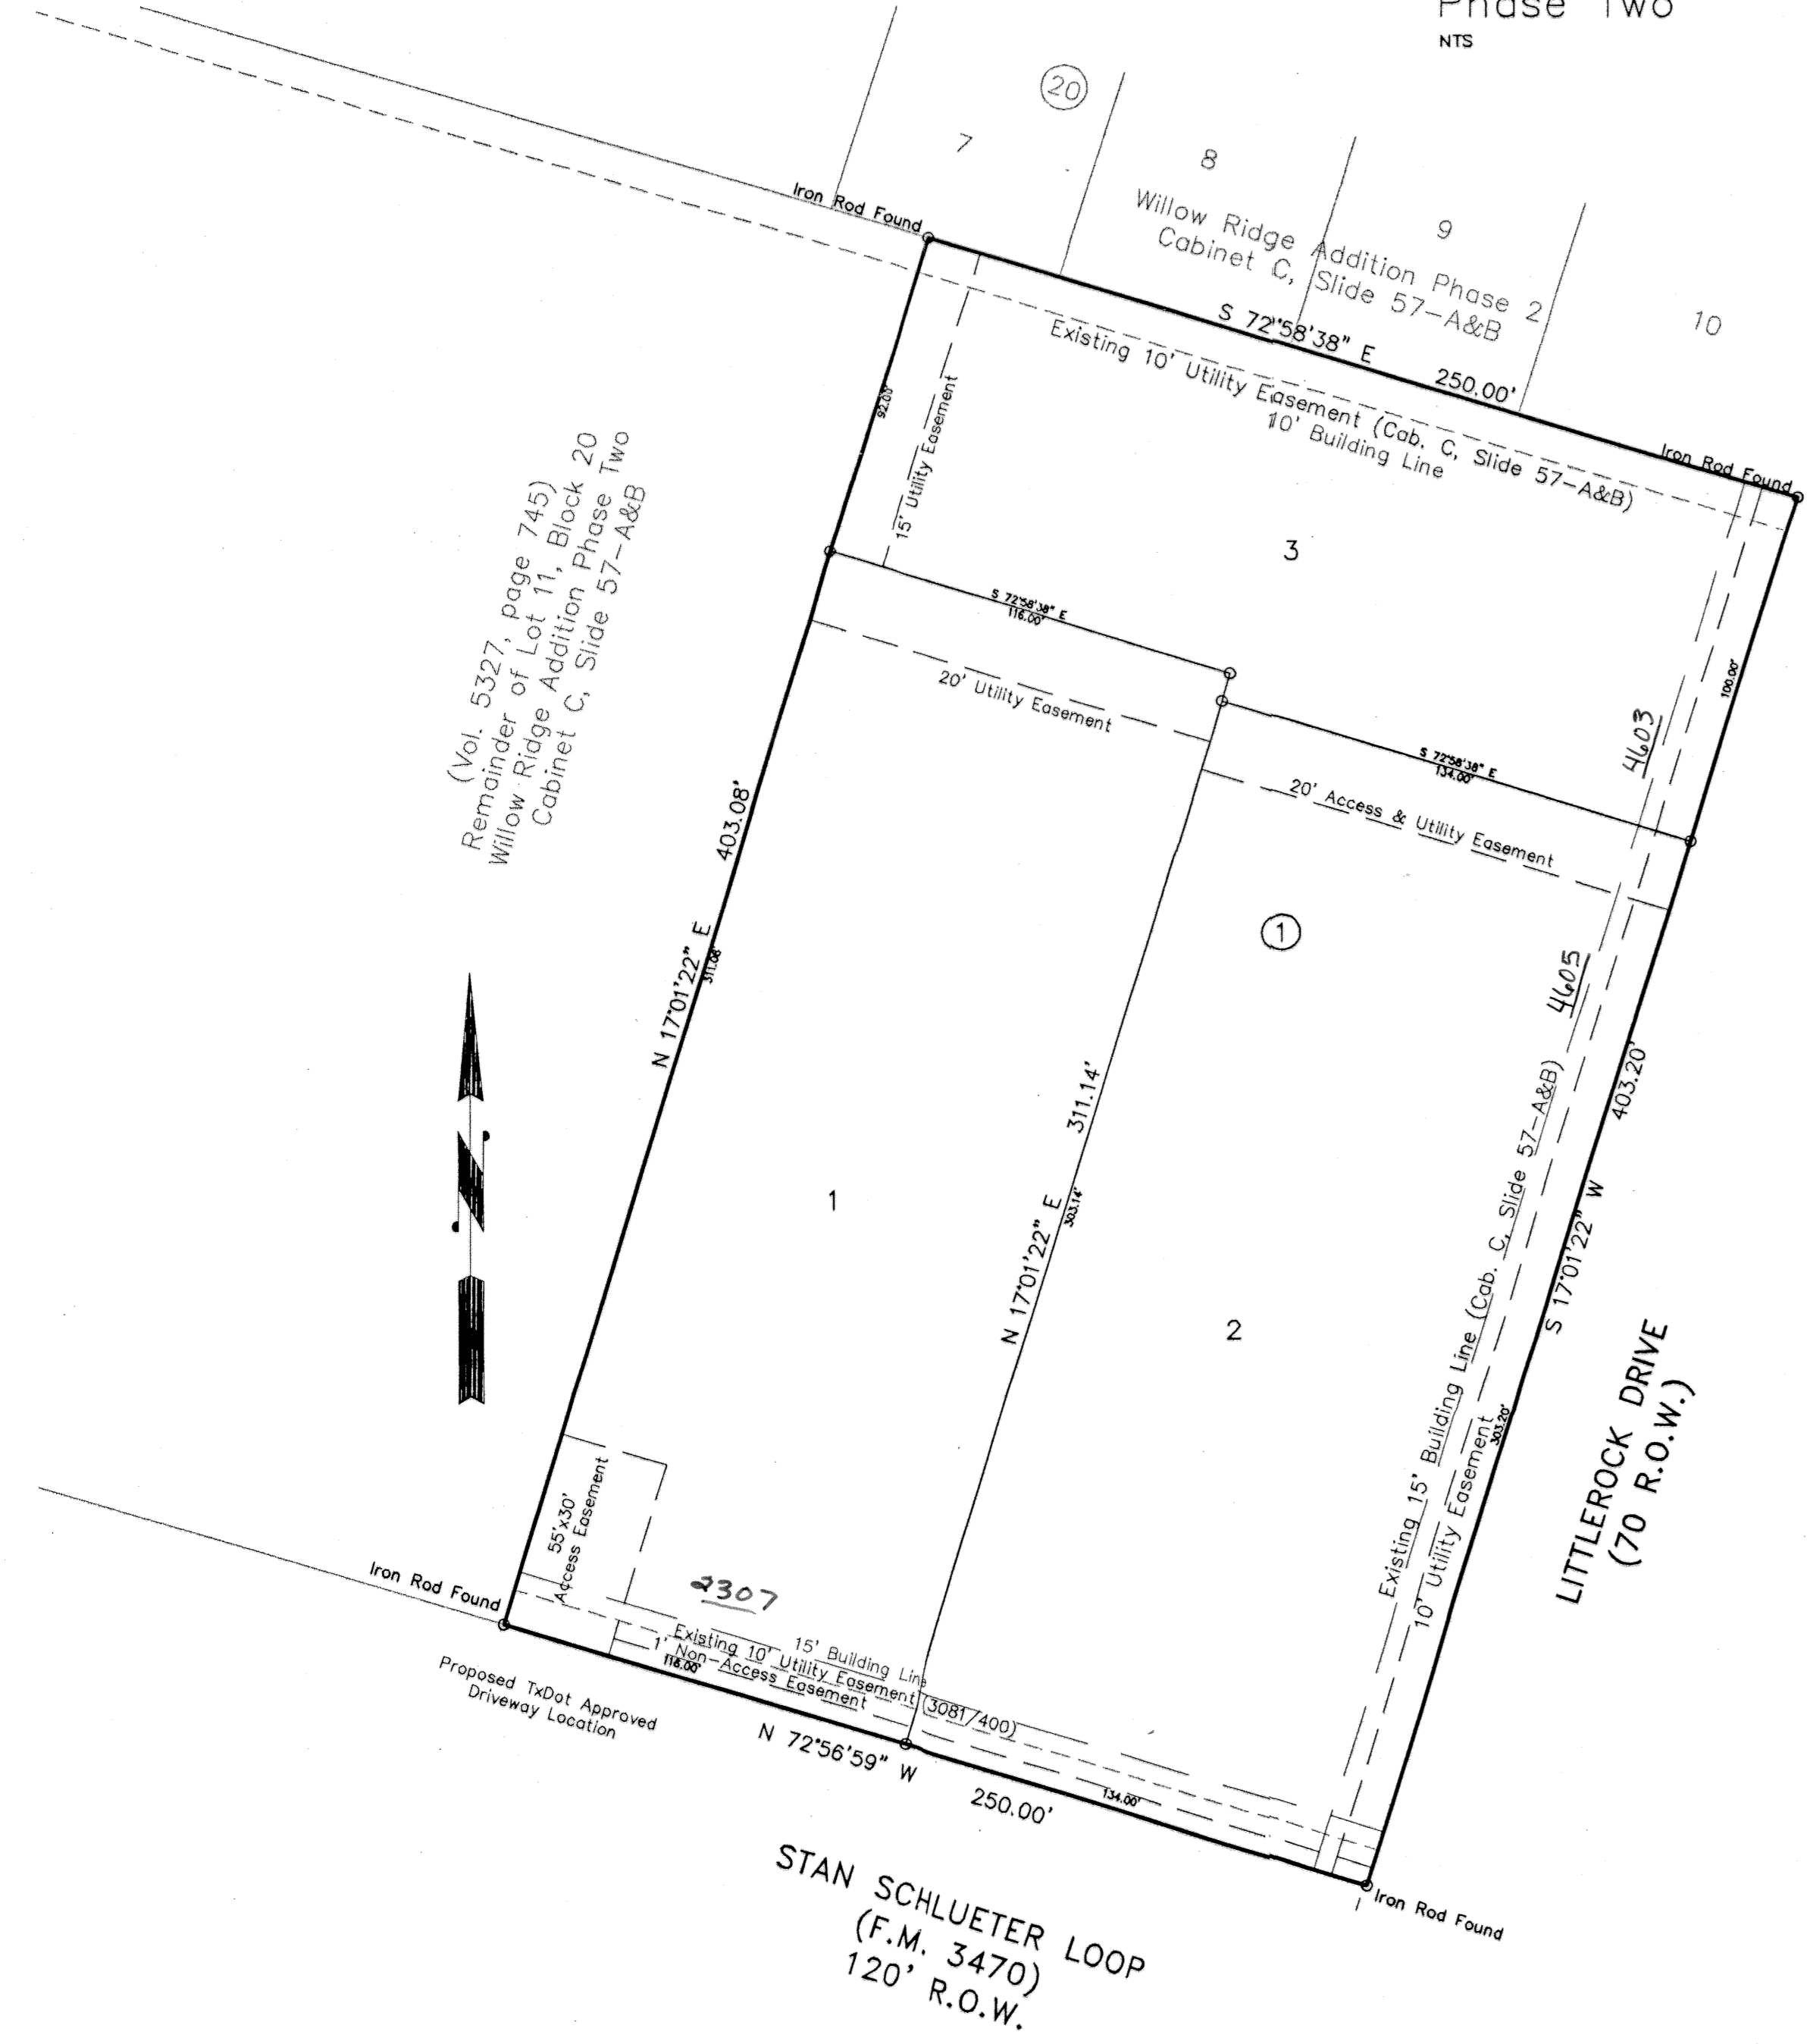 Phase Two
NTS
20
7
8
9
10
Willow Ridge Addition Phase 2
Cabinet C, Slide 57-A&B
Iron Rod Found
S 72°58'38" E
250.00'
Existing 10' Utility Easement (Cab. C, Slide 57-A&B)
10' Building Line
Iron Rod Found
92.00'
15' Utility Easement
3
(Vol. 5327, page 745)
Remainder of Lot 11, Block 20
Willow Ridge Addition Phase Two
Cabinet C, Slide 57-A&B
S 72°58'38" E
116.00'
20' Utility Easement
100.00'
4603
S 72°58'38" E
134.00'
20' Access & Utility Easement
403.08'
N 17°01'22" E
311.08'
1
4605
403.20'
S 17°01'22" W
303.20'
311.14'
N 17°01'22" E
303.14'
1
2
Existing 15' Building Line (Cab. C, Slide 57-A&B)
10' Utility Easement
LITTLEROCK DRIVE
(70 R.O.W.)
N
55'x30'
Access Easement
Iron Rod Found
2307
15' Building Line
Existing 10' Utility Easement (3081/400)
1' Non-Access Easement
116.00'
Proposed TxDot Approved
Driveway Location
N 72°56'59" W
250.00'
134.00'
Iron Rod Found
STAN SCHLUETER LOOP
(F.M. 3470)
120' R.O.W.